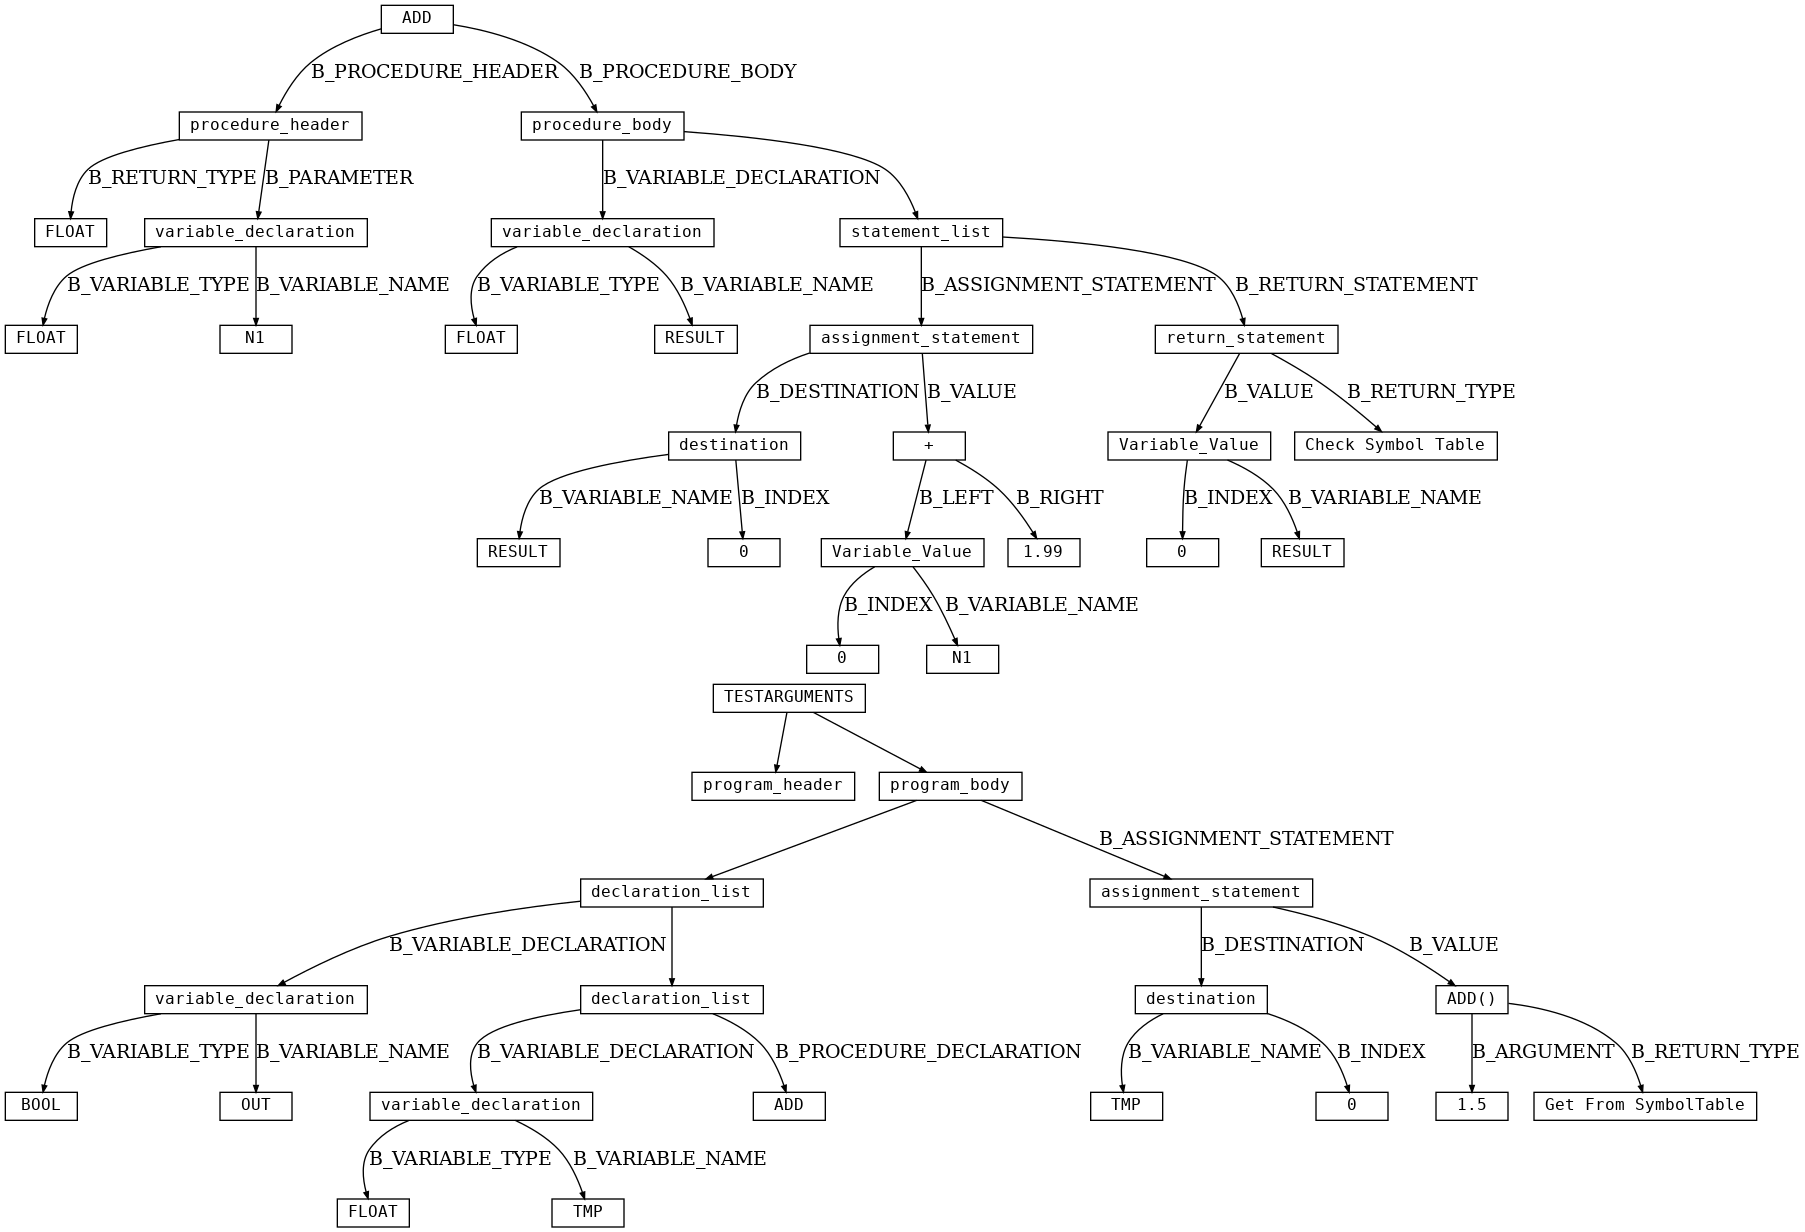 ADD
B_PROCEDURE_HEADER B_PROCEDURE_BODY
procedure_header procedure_body
B_RETURN_TYPE B_PARAMETER B_VARIABLE_DECLARATION
FLOAT variable_declaration variable_declaration statement_list
B_VARIABLE_TYPE B_VARIABLE_NAME B_VARIABLE_TYPE B_VARIABLE_NAME B_ASSIGNMENT_STATEMENT B_RETURN_STATEMENT
FLOAT N1 FLOAT RESULT assignment_statement return_statement
B_DESTINATION B_VALUE B_VALUE B_RETURN_TYPE
destination + Variable_Value Check Symbol Table
B_VARIABLE_NAME B_INDEX B_LEFT B_RIGHT B_INDEX B_VARIABLE_NAME
RESULT 0 Variable_Value 1.99 0 RESULT
B_INDEX B_VARIABLE_NAME
0 N1
TESTARGUMENTS
program_header program_body
B_ASSIGNMENT_STATEMENT
declaration_list assignment_statement
B_VARIABLE_DECLARATION B_DESTINATION B_VALUE
variable_declaration declaration_list destination ADD()
B_VARIABLE_TYPE B_VARIABLE_NAME B_VARIABLE_DECLARATION B_PROCEDURE_DECLARATION B_VARIABLE_NAME B_INDEX B_ARGUMENT B_RETURN_TYPE
BOOL OUT variable_declaration ADD TMP 0 1.5 Get From SymbolTable
B_VARIABLE_TYPE B_VARIABLE_NAME
FLOAT TMP